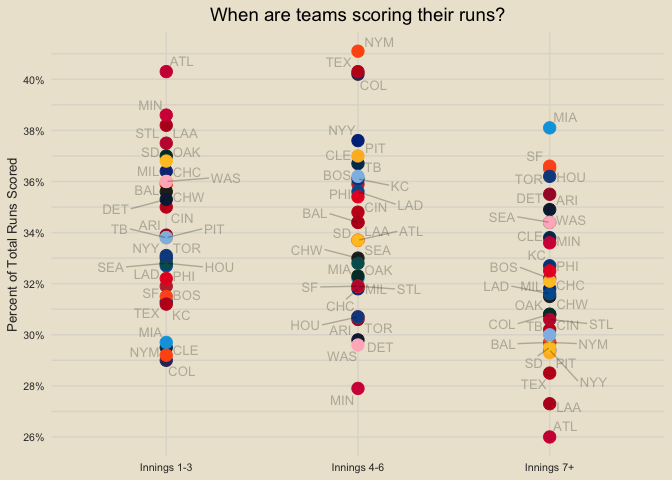 When are teams scoring their runs?
Percent of Total Runs Scored
40%
38%
36%
34%
32%
30%
28%
26%
ATL
MIN
STL LAA
SD OAK
MIL CHC
WAS
BAL CHW
DET
CIN
TB ARI PIT
NYY TOR
SEA HOU
LAD PHI
SF BOS
TEX KC
MIA
NYM CLE
COL
NYM
TEX
COL
NYY
PIT
CLE
TB
BOS KC
PHI LAD
CIN
BAL
SD LAA ATL
CHW SEA
MIA OAK
SF MIL STL
CHC
HOU
ARI TOR
DET
WAS
MIN
MIA
SF
TOR HOU
DET ARI
SEA WAS
CLE MIN
KC PHI
BOS
LAD MIL CHC
OAK CHW
COL TB CIN STL
BAL NYM
SD PIT
NYY
TEX
LAA
ATL
Innings 1-3
Innings 4-6
Innings 7+